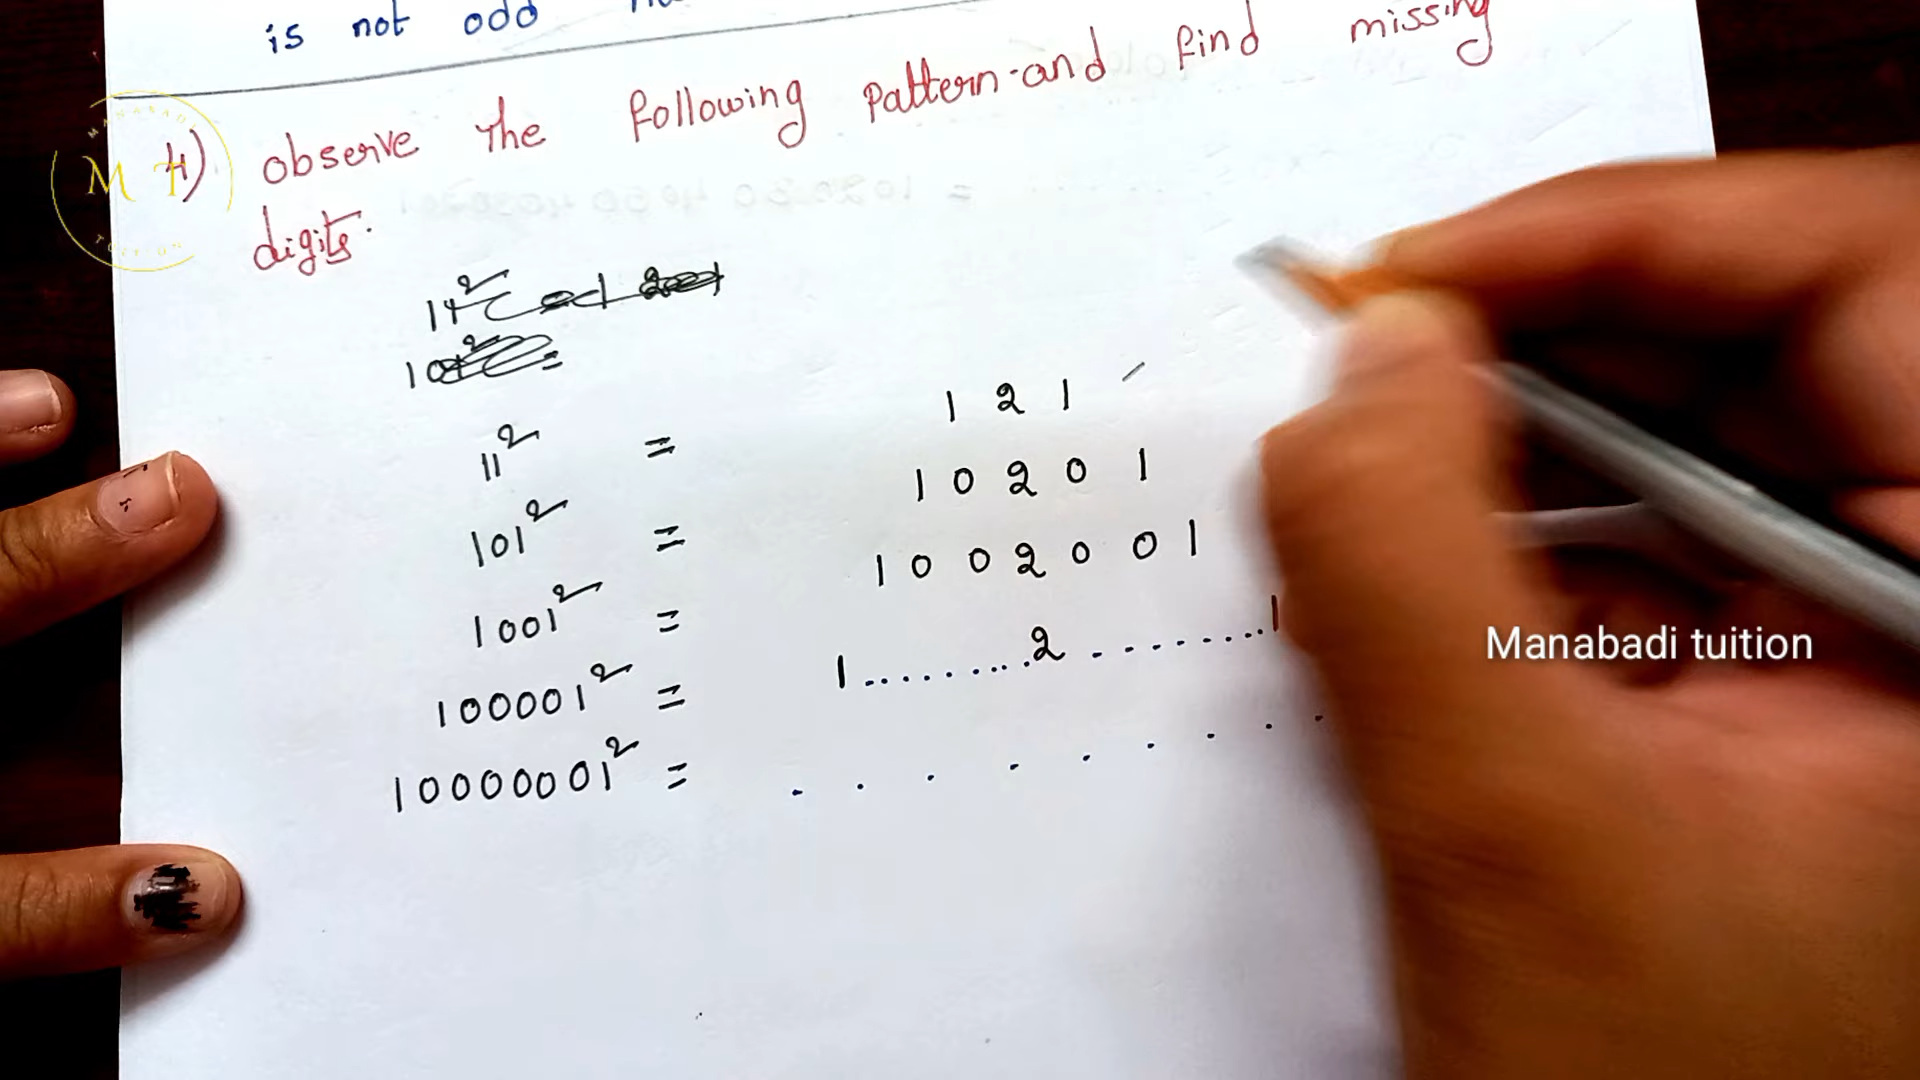 is not odd
4) observe the following pattern and find missing
digits.
11² = 121
101² = 10201
1001² = 1002001
100001² = 1.........2.........1
10000001² = . . . . . . . .
Manabadi tuition
M T